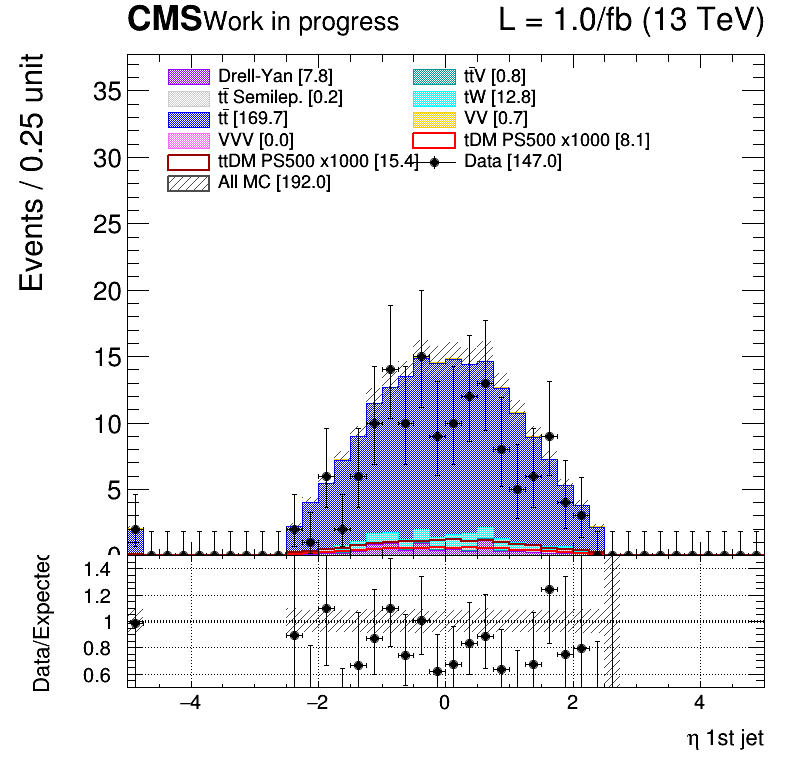 CMS Work in progress L = 1.0/fb (13 TeV)
Drell-Yan [7.8] tt̄V [0.8]
tt̄ Semilep. [0.2] tW [12.8]
tt̄ [169.7] VV [0.7]
VVV [0.0] tDM PS500 x1000 [8.1]
ttDM PS500 x1000 [15.4] Data [147.0]
All MC [192.0]
Events / 0.25 unit
35
30
25
20
15
10
5
0
Data/Expected
1.4
1.2
1
0.8
0.6
−4 −2 0 2 4
η 1st jet